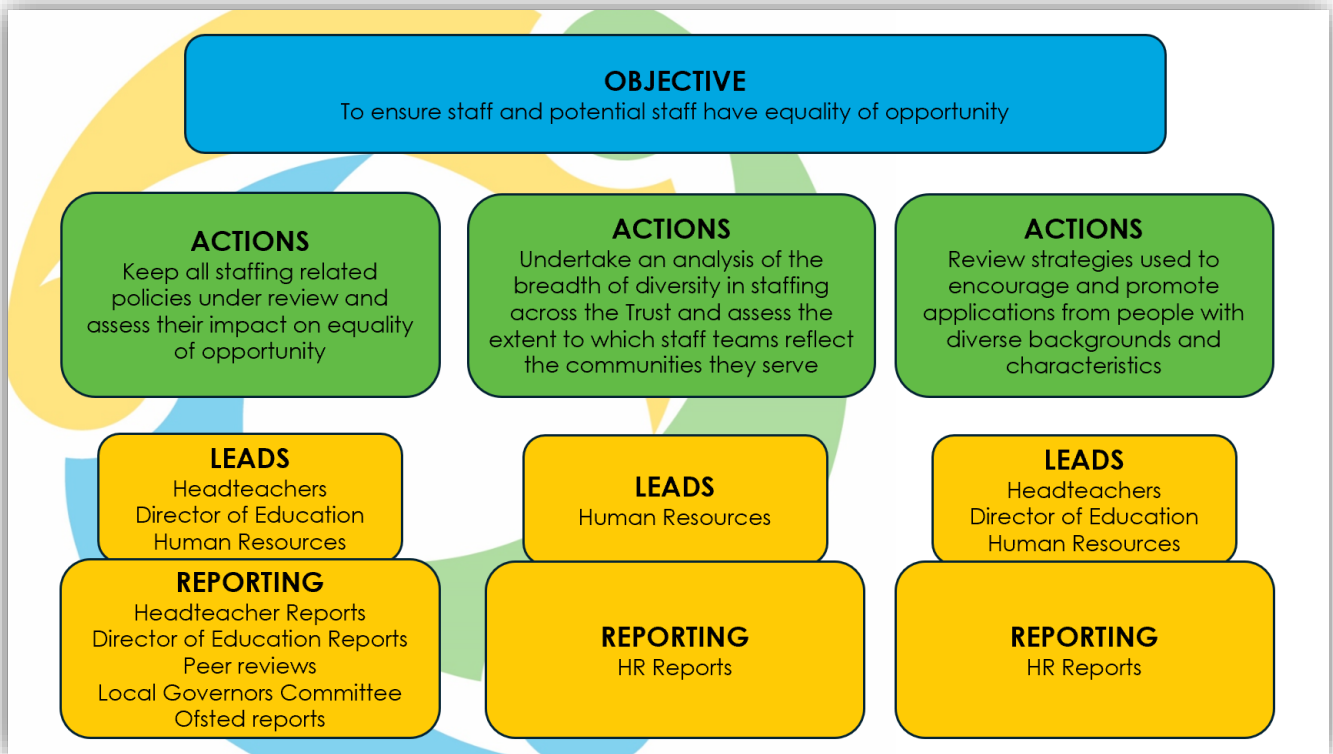 OBJECTIVE
To ensure staff and potential staff have equality of opportunity
ACTIONS
Keep all staffing related
policies under review and
assess their impact on equality
of opportunity
ACTIONS
Undertake an analysis of the
breadth of diversity in staffing
across the Trust and assess the
extent to which staff teams reflect
the communities they serve
ACTIONS
Review strategies used to
encourage and promote
applications from people with
diverse backgrounds and
characteristics
LEADS
Headteachers
Director of Education
Human Resources
LEADS
Human Resources
LEADS
Headteachers
Director of Education
Human Resources
REPORTING
Headteacher Reports
Director of Education Reports
Peer reviews
Local Governors Committee
Ofsted reports
REPORTING
HR Reports
REPORTING
HR Reports